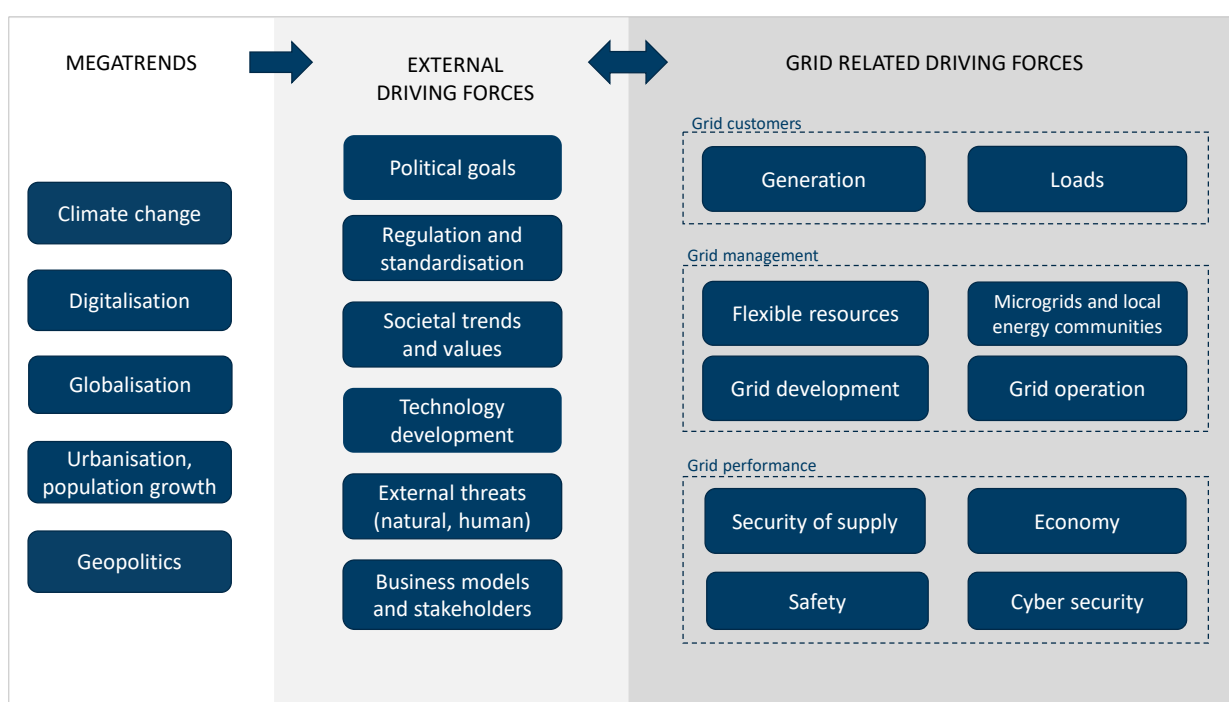 MEGATRENDS
Climate change
Digitalisation
Globalisation
Urbanisation,
population growth
Geopolitics
EXTERNAL
DRIVING FORCES
Political goals
Regulation and
standardisation
Societal trends
and values
Technology
development
External threats
(natural, human)
Business models
and stakeholders
GRID RELATED DRIVING FORCES
Grid customers
Generation
Loads
Grid management
Flexible resources
Microgrids and local
energy communities
Grid development
Grid operation
Grid performance
Security of supply
Economy
Safety
Cyber security